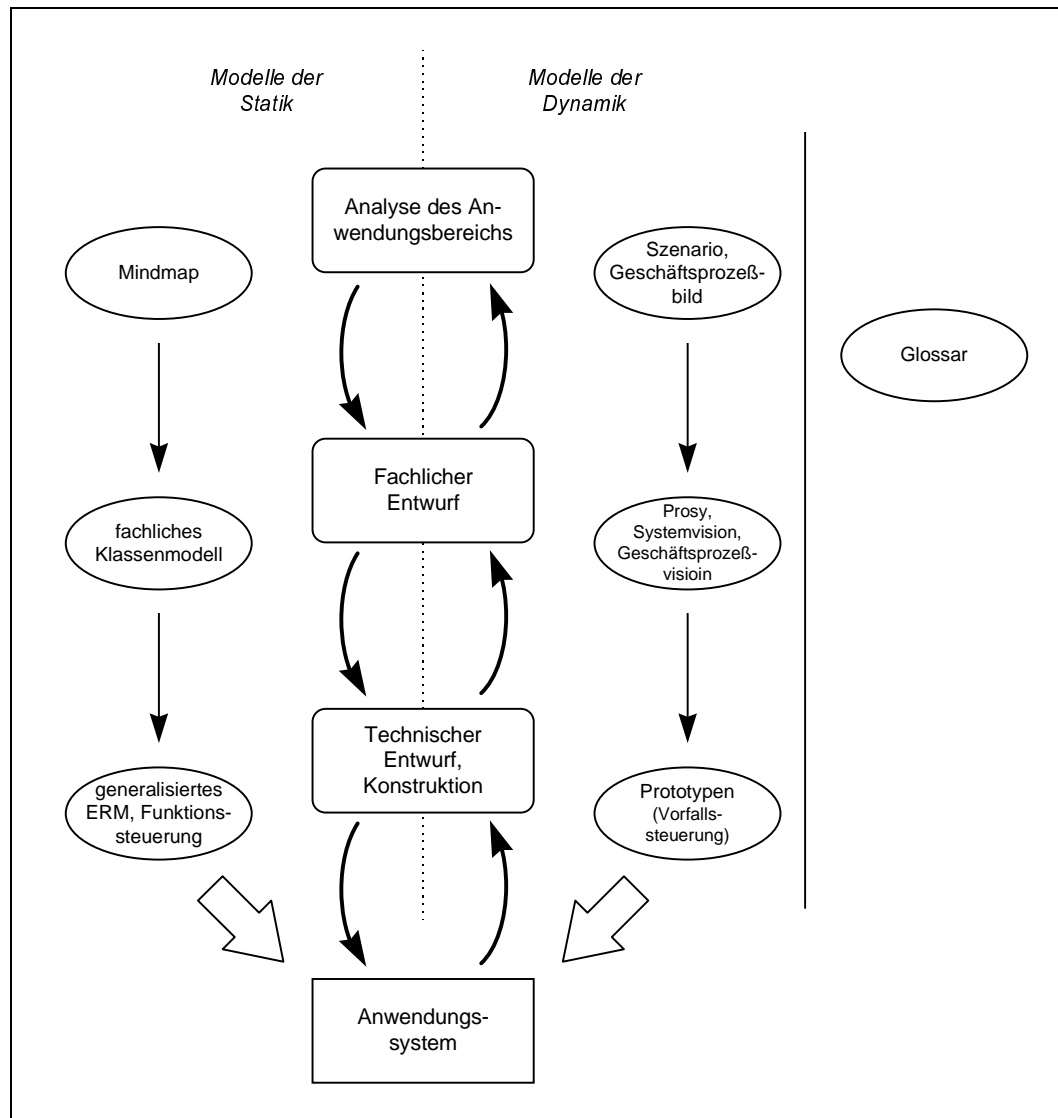 Modelle der
Statik
Modelle der
Dynamik
Analyse des An-
wendungsbereichs
Mindmap
Szenario,
Geschäftsprozeß-
bild
Glossar
Fachlicher
Entwurf
fachliches
Klassenmodell
Prosy,
Systemvision,
Geschäftsprozeß-
visioin
Technischer
Entwurf,
Konstruktion
generalisiertes
ERM, Funktions-
steuerung
Prototypen
(Vorfalls-
steuerung)
Anwendungs-
system